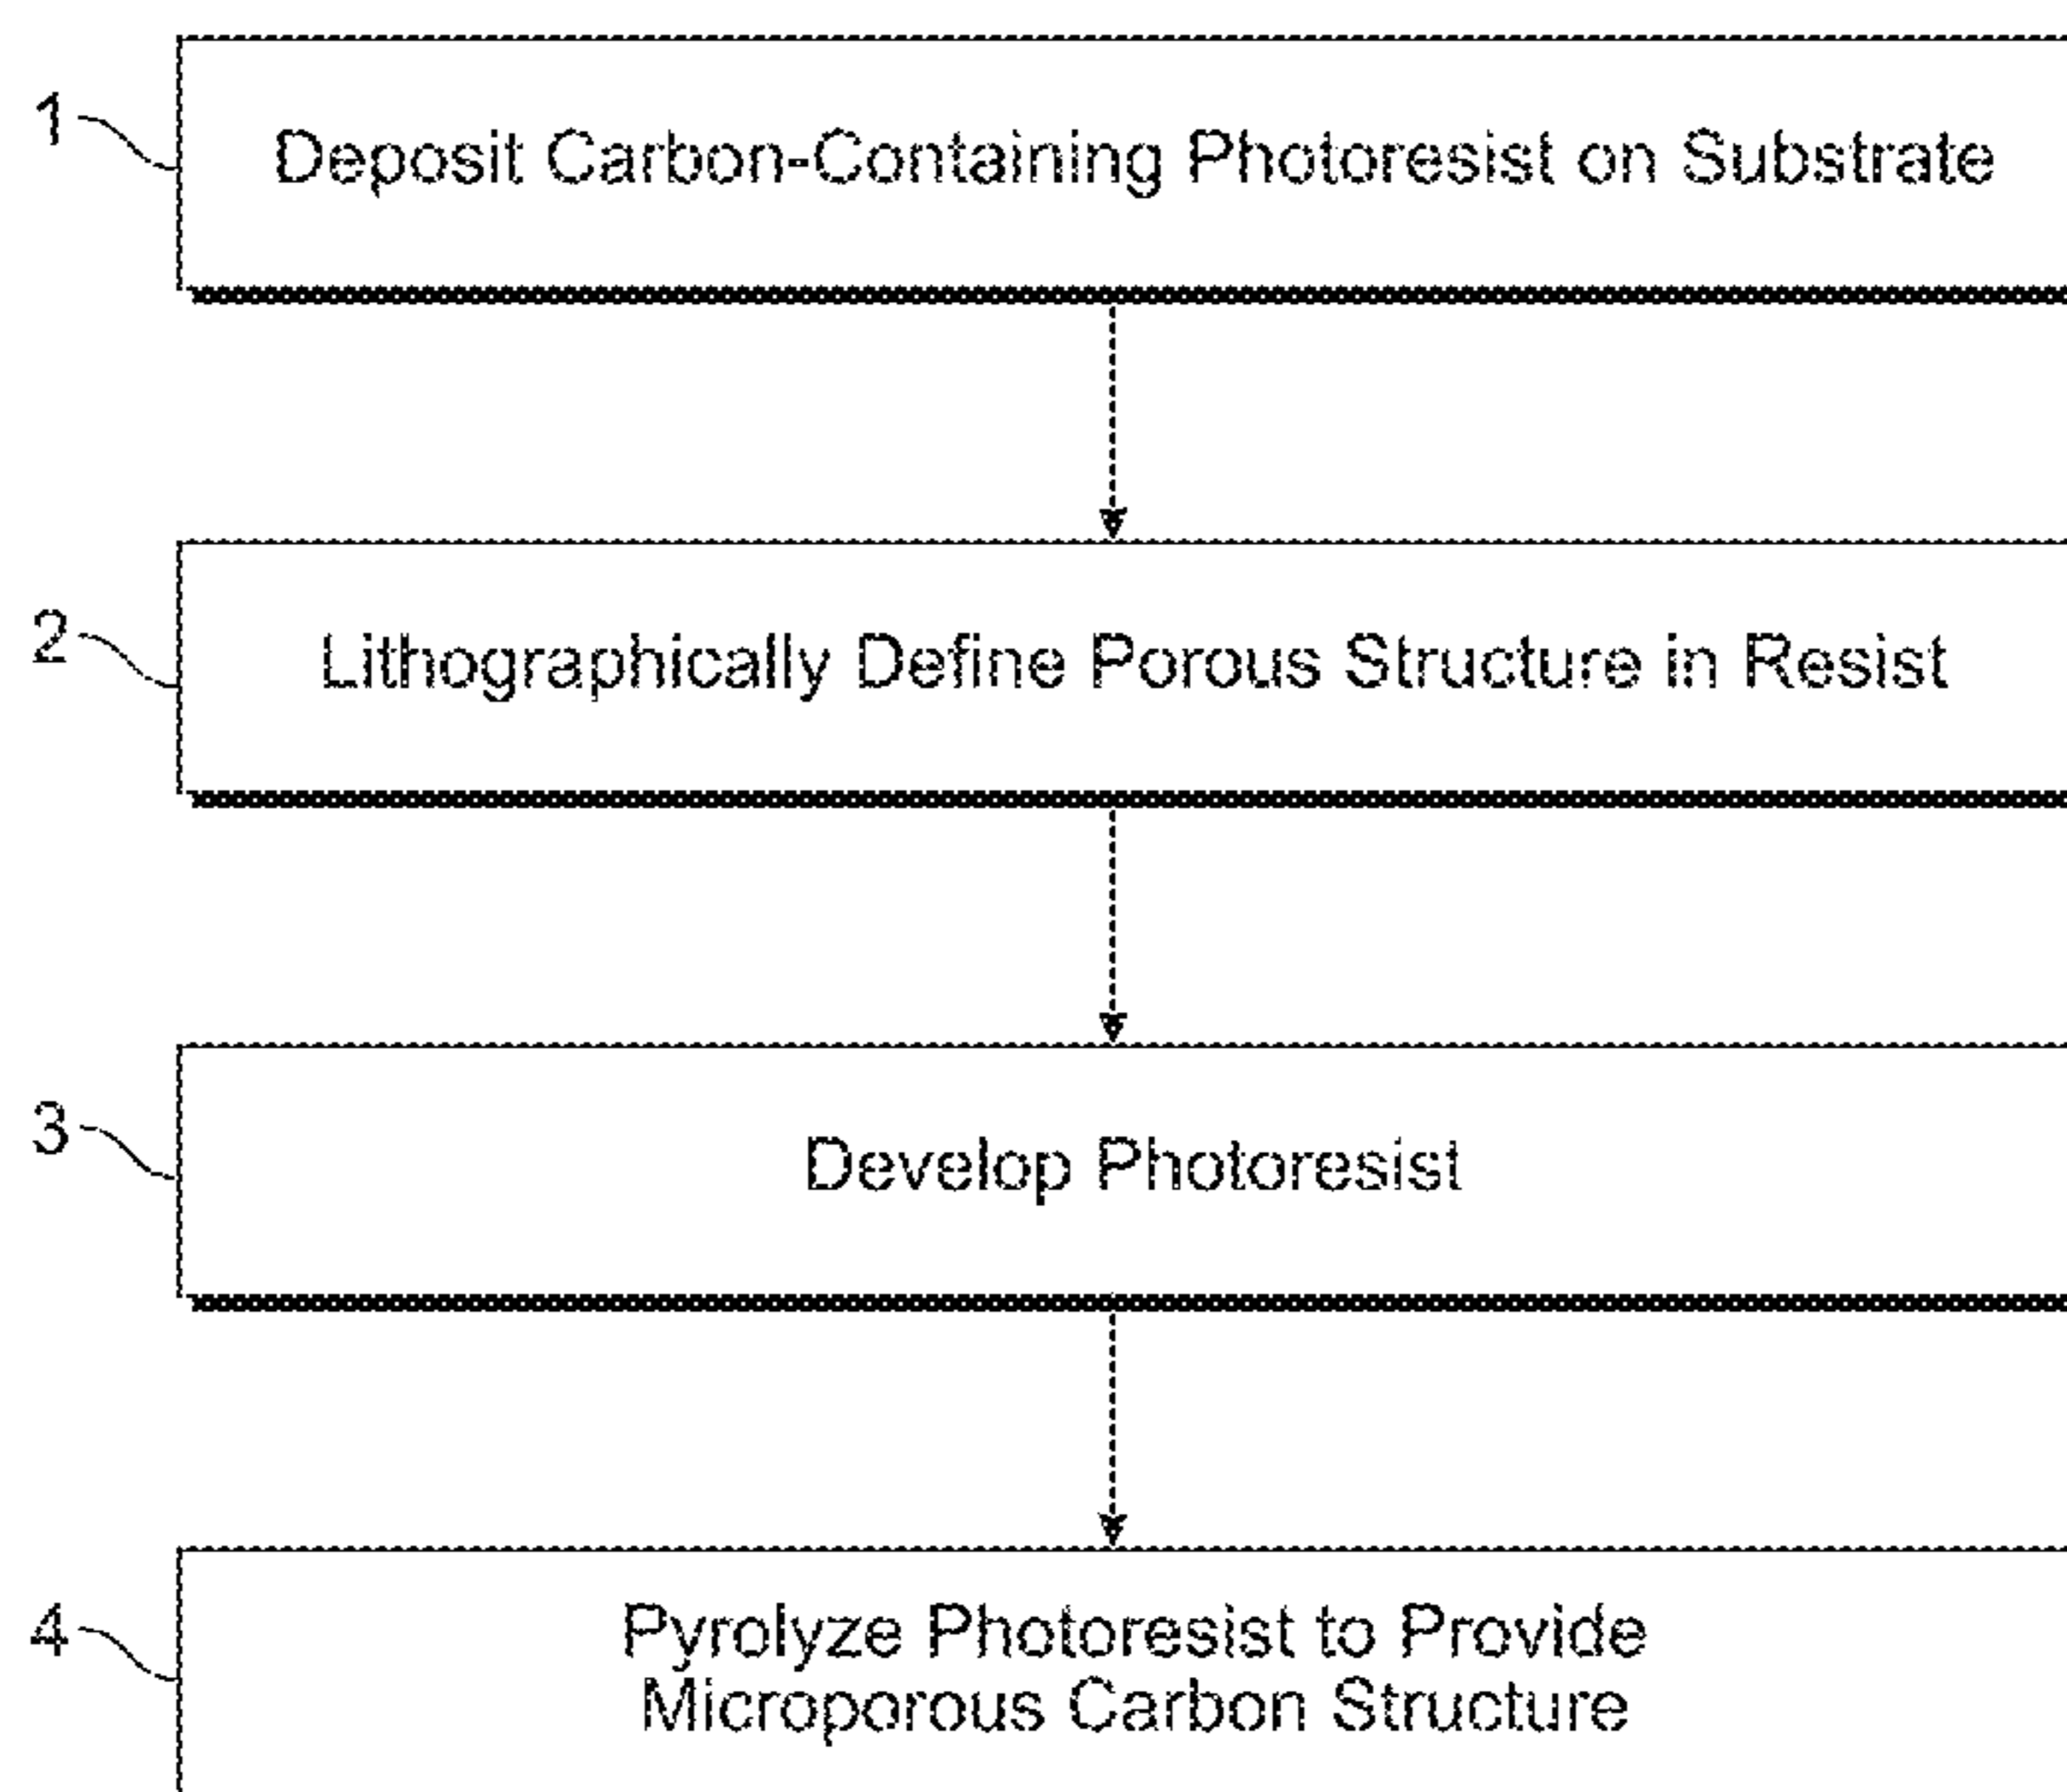 1
Deposit Carbon-Containing Photoresist on Substrate
2
Lithographically Define Porous Structure in Resist
3
Develop Photoresist
4
Pyrolyze Photoresist to Provide
Microporous Carbon Structure